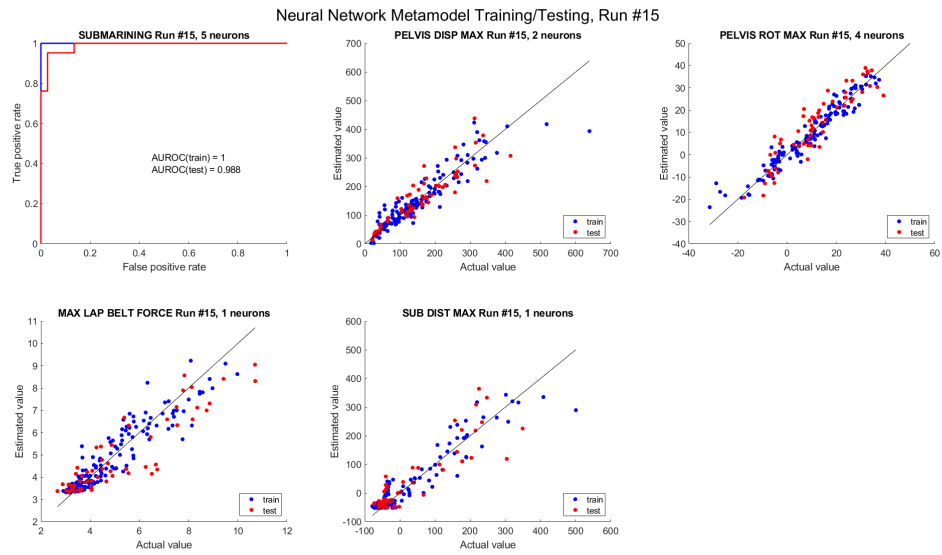 Neural Network Metamodel Training/Testing, Run #15
SUBMARINING Run #15, 5 neurons
1
0.8
0.6
0.4
0.2
0
True positive rate
AUROC(train) = 1
AUROC(test) = 0.988
0 0.2 0.4 0.6 0.8 1
False positive rate
PELVIS DISP MAX Run #15, 2 neurons
700
600
500
400
300
200
100
0
Estimated value
train
test
0 100 200 300 400 500 600 700
Actual value
PELVIS ROT MAX Run #15, 4 neurons
50
40
30
20
10
0
-10
-20
-30
-40
Estimated value
train
test
-40 -20 0 20 40 60
Actual value
MAX LAP BELT FORCE Run #15, 1 neurons
11
10
9
8
7
6
5
4
3
2
Estimated value
train
test
2 4 6 8 10 12
Actual value
SUB DIST MAX Run #15, 1 neurons
600
500
400
300
200
100
0
-100
Estimated value
train
test
-100 0 100 200 300 400 500 600
Actual value